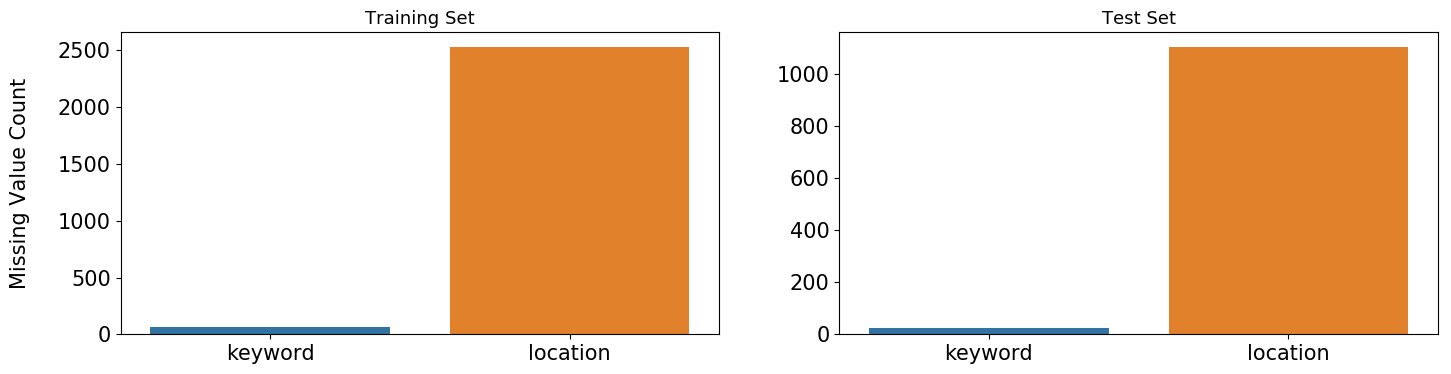 Training Set
Missing Value Count
2500
2000
1500
1000
500
0
keyword location
Test Set
1000
800
600
400
200
0
keyword location